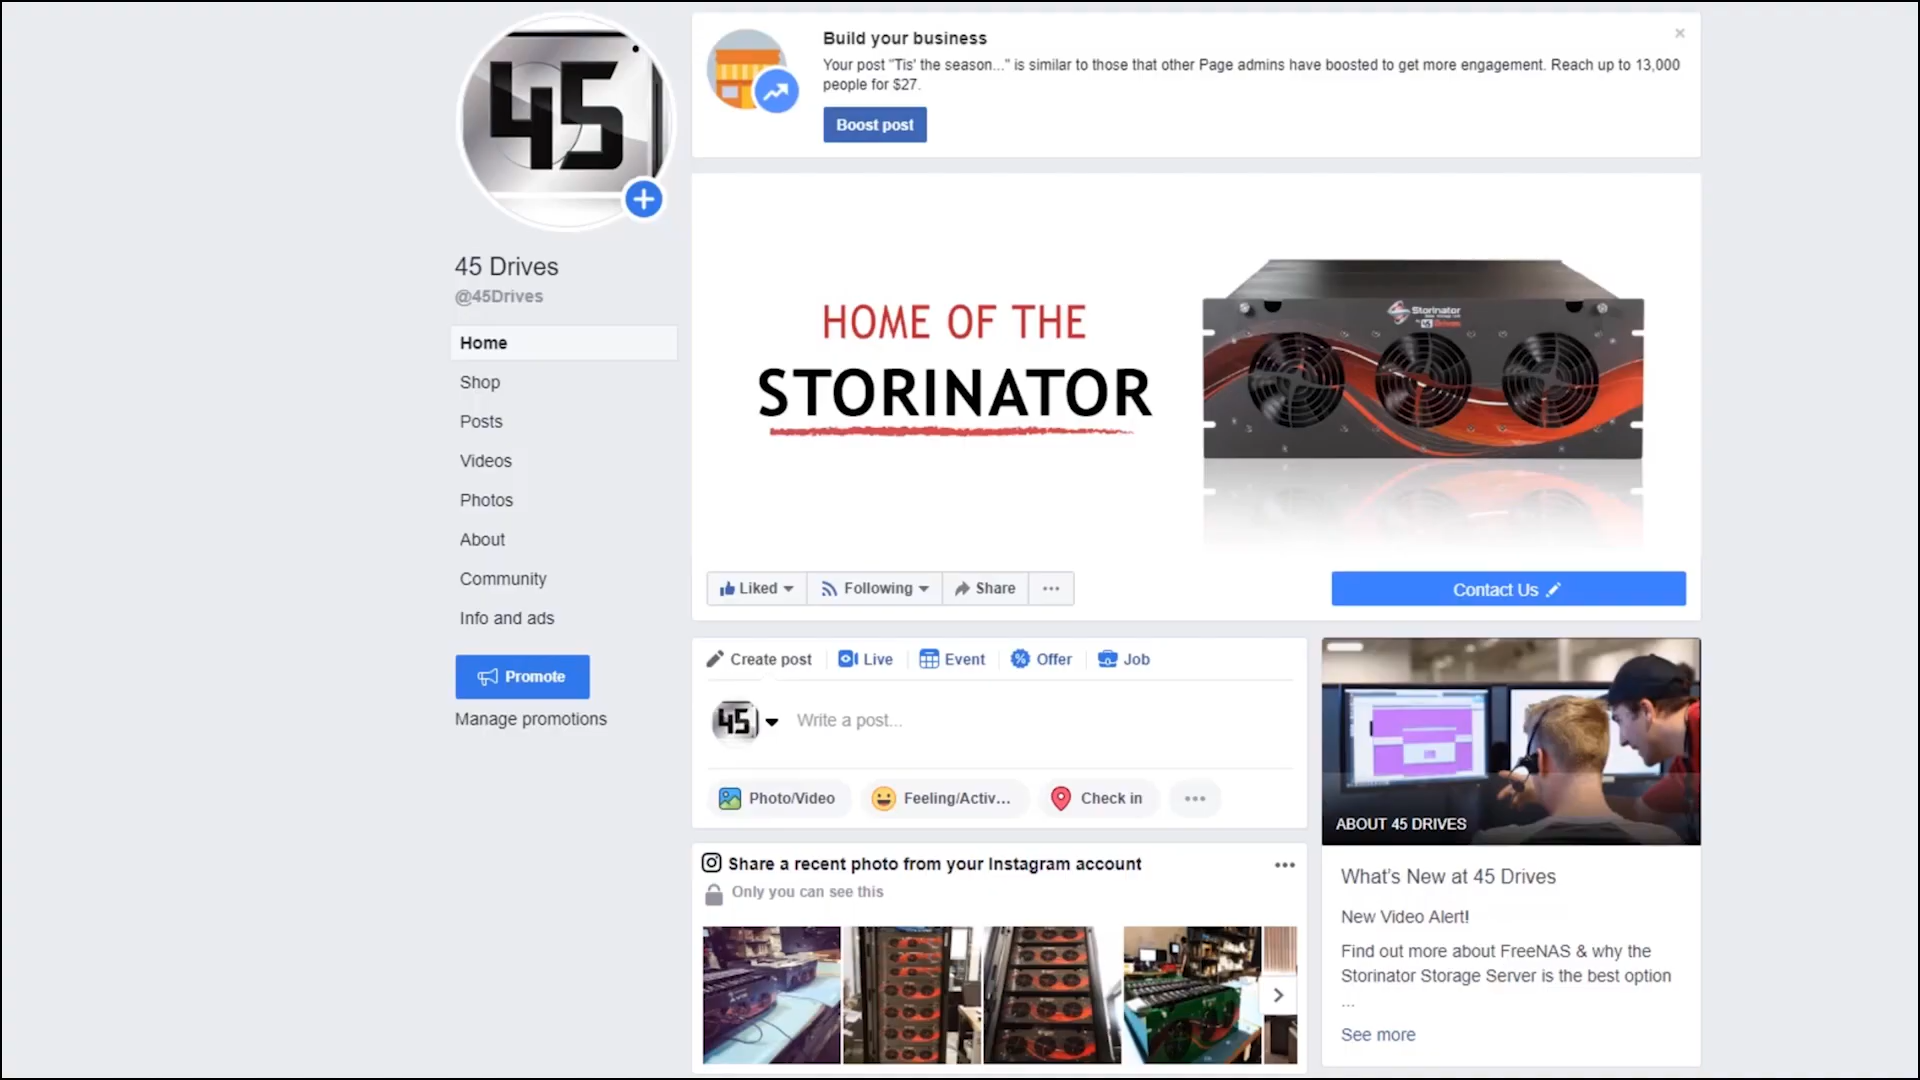 45
45 Drives
@45Drives
Home
Shop
Posts
Videos
Photos
About
Community
Info and ads
Promote
Manage promotions
Build your business
Your post "Tis' the season..." is similar to those that other Page admins have boosted to get more engagement. Reach up to 13,000
people for $27.
Boost post
HOME OF THE
STORINATOR
Storinator
Liked
Following
Share
Contact Us
Create post
Live
Event
Offer
Job
45
Write a post...
Photo/Video
Feeling/Activ...
Check in
Share a recent photo from your Instagram account
Only you can see this
ABOUT 45 DRIVES
What's New at 45 Drives
New Video Alert!
Find out more about FreeNAS & why the
Storinator Storage Server is the best option
...
See more